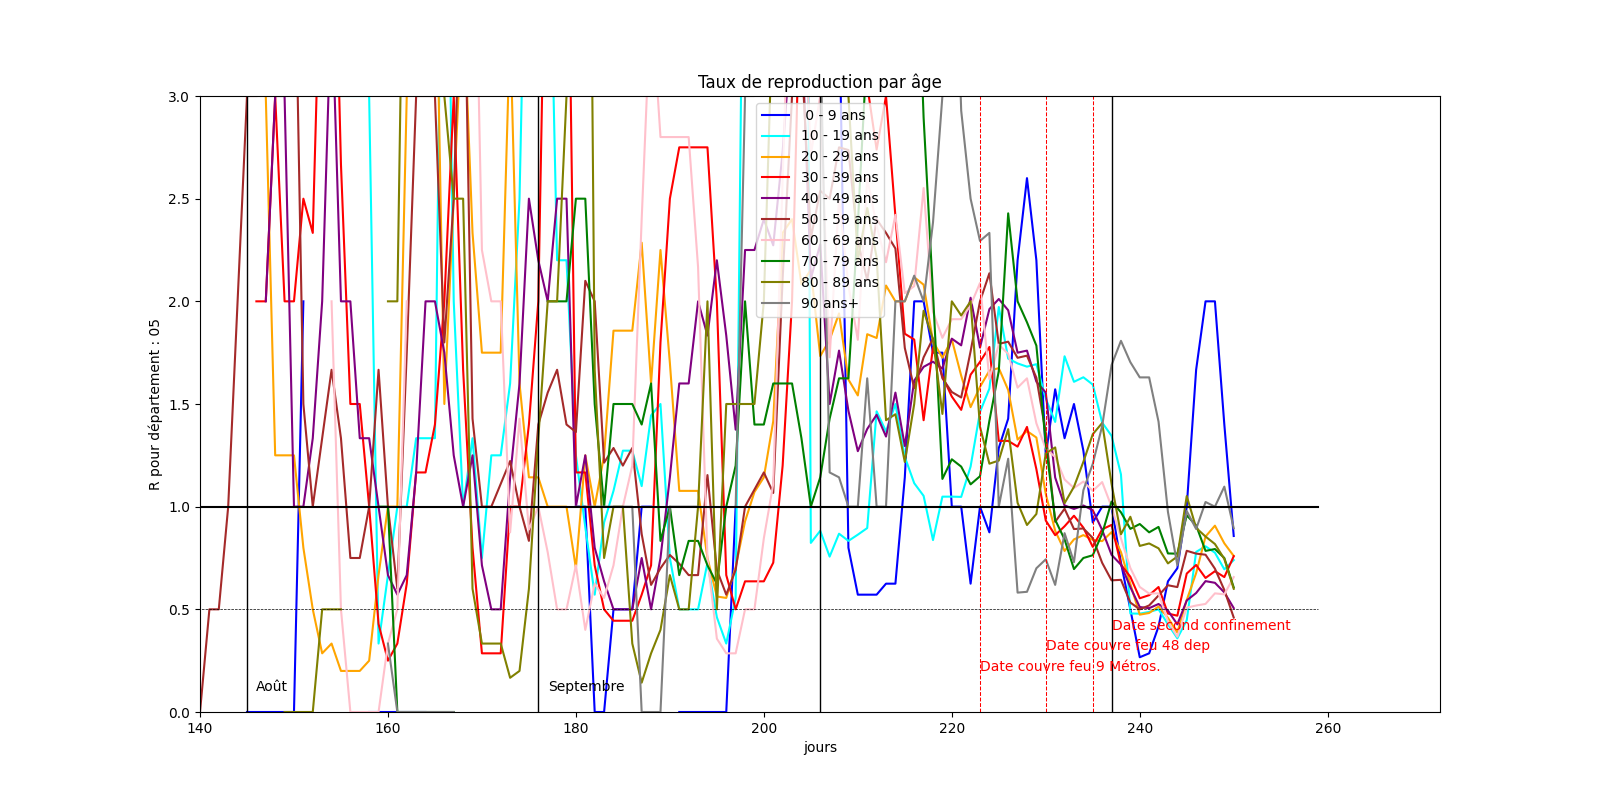 Taux de reproduction par âge
R pour département : 05
3.0
2.5
2.0
1.5
1.0
0.5
0.0
0 - 9 ans
10 - 19 ans
20 - 29 ans
30 - 39 ans
40 - 49 ans
50 - 59 ans
60 - 69 ans
70 - 79 ans
80 - 89 ans
90 ans+
Date second confinement
Date couvre feu 48 dep
Date couvre feu 9 Métros.
Août
Septembre
140
160
180
200
220
240
260
jours